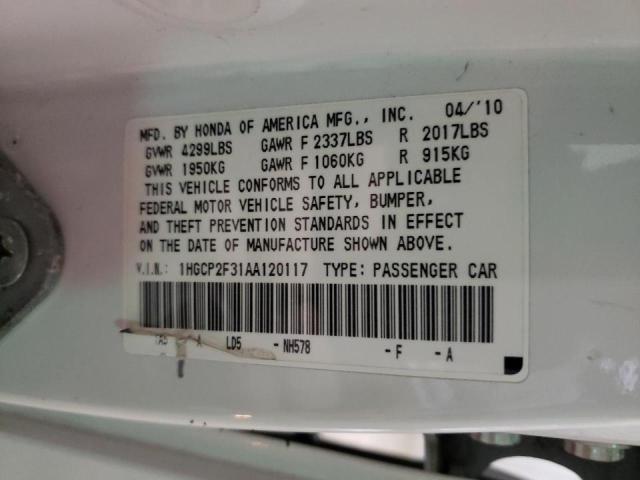 MFD. BY HONDA OF AMERICA MFG., INC. 04/'10
GVWR 4299LBS GAWR F 2337LBS R 2017LBS
GVWR 1950KG GAWR F 1060KG R 915KG
THIS VEHICLE CONFORMS TO ALL APPLICABLE
FEDERAL MOTOR VEHICLE SAFETY, BUMPER,
AND THEFT PREVENTION STANDARDS IN EFFECT
ON THE DATE OF MANUFACTURE SHOWN ABOVE.
V.I.N.: 1HGCP2F31AA120117 TYPE: PASSENGER CAR
A LD5 -NH578 -F -A